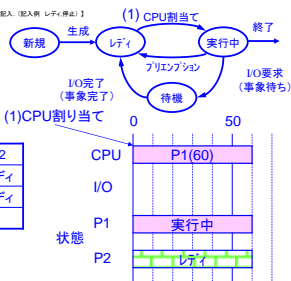 記入. (記入例 レディ,停止) 】
(1) CPU割当て
新規
生成
レディ
実行中
終了
プリエンプション
I/O完了
(事象完了)
待機
I/O要求
(事象待ち)
(1)CPU割り当て
0
50
2
ディ
ディ
CPU
P1(60)
I/O
状態
P1
実行中
P2
レディ